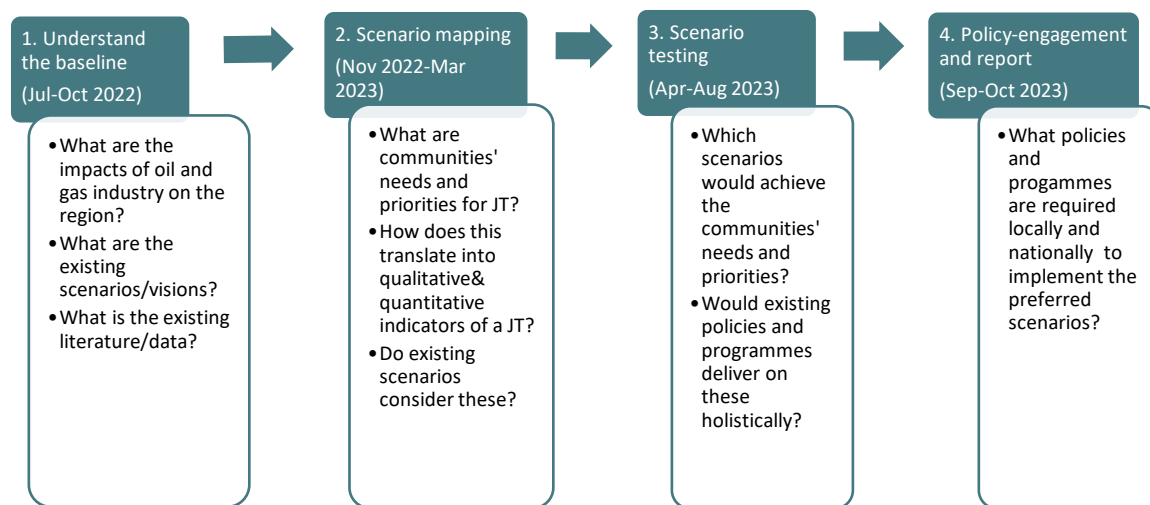 1. Understand
the baseline
(Jul-Oct 2022)
•What are the
impacts of oil and
gas industry on the
region?
•What are the
existing
scenarios/visions?
•What is the existing
literature/data?
2. Scenario mapping
(Nov 2022-Mar
2023)
•What are
communities'
needs and
priorities for JT?
•How does this
translate into
qualitative&
quantitative
indicators of a JT?
•Do existing
scenarios
consider these?
3. Scenario
testing
(Apr-Aug 2023)
•Which
scenarios
would achieve
the
communities'
needs and
priorities?
•Would existing
policies and
programmes
deliver on
these
holistically?
4. Policy-engagement
and report
(Sep-Oct 2023)
•What policies
and
progammes
are required
locally and
nationally to
implement the
preferred
scenarios?